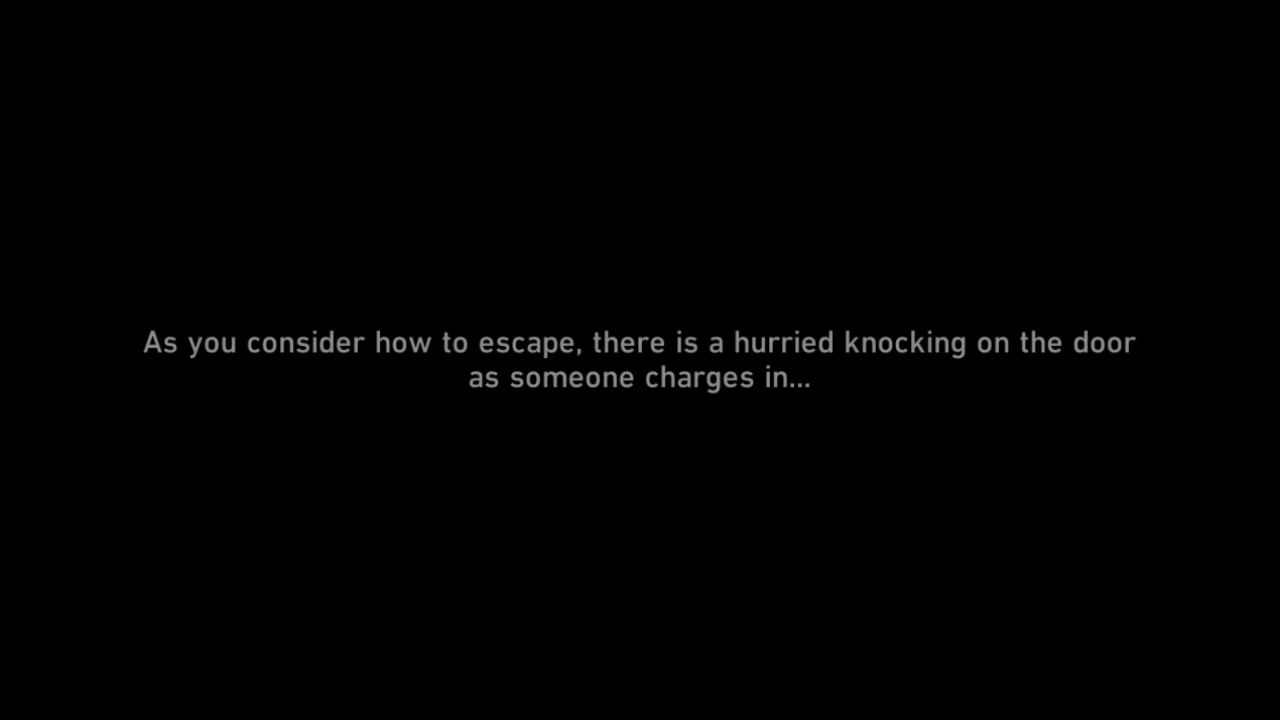 As you consider how to escape, there is a hurried knocking on the door
as someone charges in...